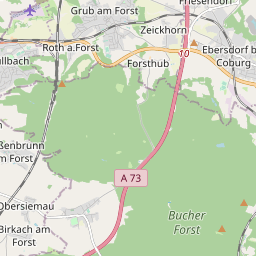 Friesendorf
Grub am Forst
Zeickhorn
Roth a.Forst
10
Ebersdorf b
Coburg
Forsthub
ßenbrunn
m Forst
A 73
Obersiemau
Birkach am
Forst
Bucher
Forst